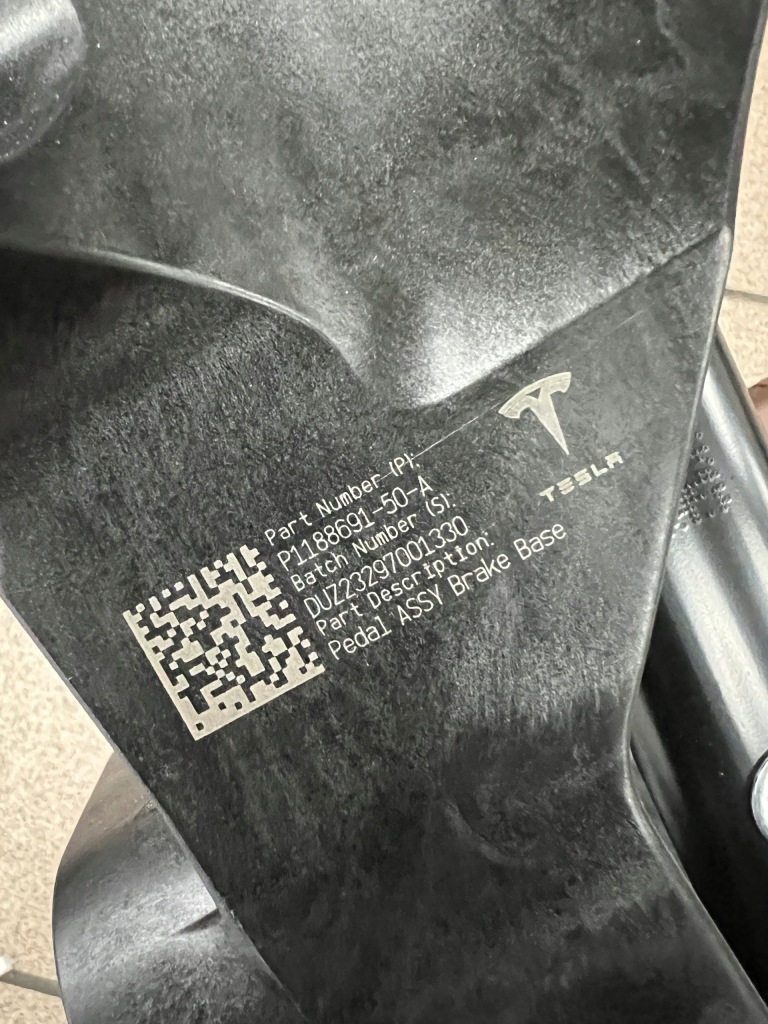 Part Number (P):
P1188691-50-A
Batch Number (S):
DUZ23297001330
Part Description:
Pedal ASSY Brake Base
TESLA